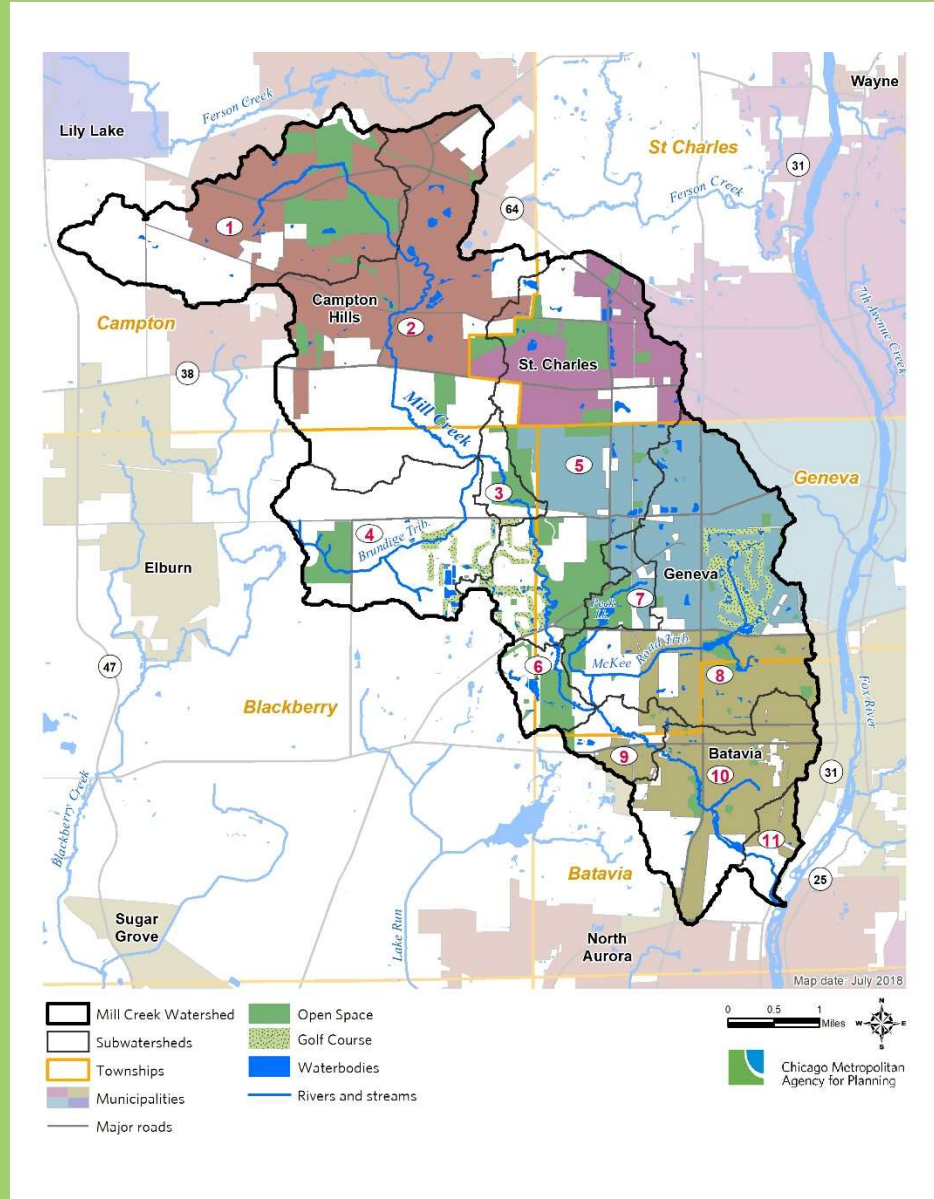 Wayne
Ferson Creek
Lily Lake
St Charles
31
Ferson Creek
64
1
7th Avenue Creek
Campton
Hills
Campton
2
St. Charles
38
Mill Creek
5
Geneva
3
4
Brundige Trib.
Elburn
Geneva
7
Peck
Lk.
47
6
McKee Road Trib.
8
Blackberry
Fox River
Batavia
9
10
31
Blackberry Creek
11
Batavia
25
Sugar
Grove
Lake Run
North
Aurora
Map date: July 2018
Mill Creek Watershed
Subwatersheds
Townships
Municipalities
Major roads
Open Space
Golf Course
Waterbodies
Rivers and streams
0 0.5 1
Miles
N
W E
S
Chicago Metropolitan
Agency for Planning